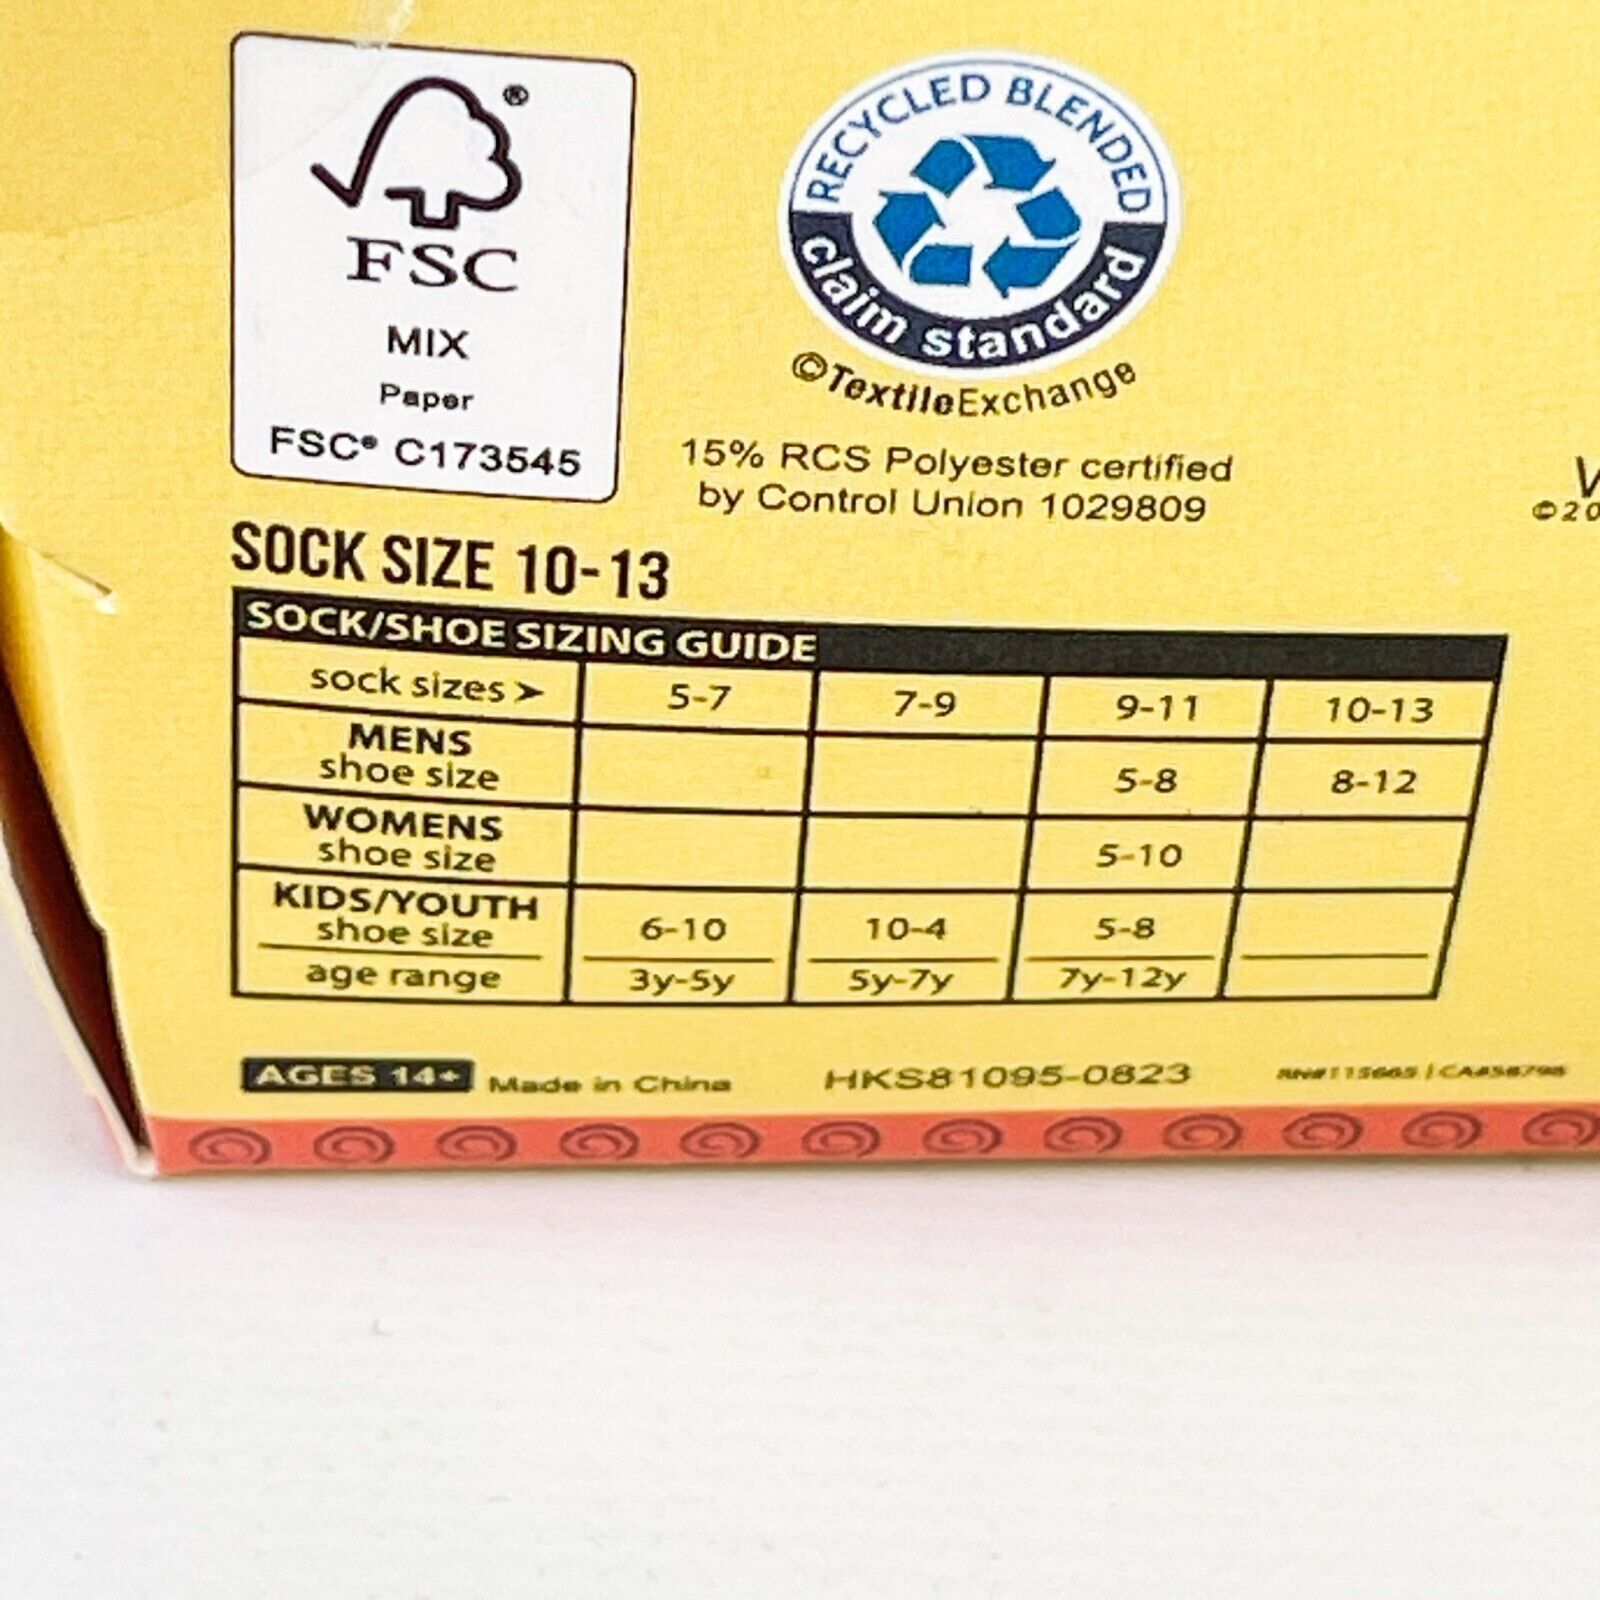 ®
FSC
MIX
Paper
FSC® C173545
RECYCLED BLENDED
claim standard
©TextileExchange
15% RCS Polyester certified
by Control Union 1029809
V
©20
SOCK SIZE 10-13
SOCK/SHOE SIZING GUIDE
sock sizes ➤ 5-7 7-9 9-11 10-13
MENS
shoe size 5-8 8-12
WOMENS
shoe size 5-10
KIDS/YOUTH
shoe size 6-10 10-4 5-8
age range 3y-5y 5y-7y 7y-12y
AGES 14+ Made in China HKS81095-0823